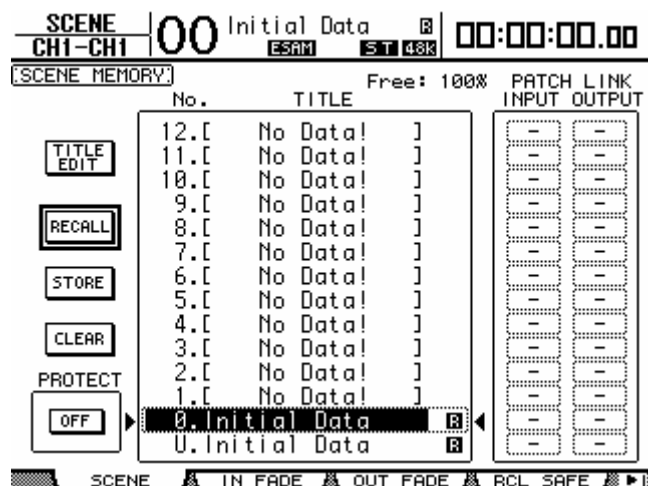 SCENE
CH1-CH1
00
Initial Data R
ESAM ST 48K
00:00:00.00
SCENE MEMORY
Free: 100%
PATCH LINK
INPUT OUTPUT
No. TITLE
12.[ No Data! ] - -
11.[ No Data! ] - -
10.[ No Data! ] - -
9.[ No Data! ] - -
8.[ No Data! ] - -
7.[ No Data! ] - -
6.[ No Data! ] - -
5.[ No Data! ] - -
4.[ No Data! ] - -
3.[ No Data! ] - -
2.[ No Data! ] - -
1.[ No Data! ] - -
0.Initial Data R - -
U.Initial Data R - -
TITLE
EDIT
RECALL
STORE
CLEAR
PROTECT
OFF
SCENE IN FADE OUT FADE RCL SAFE